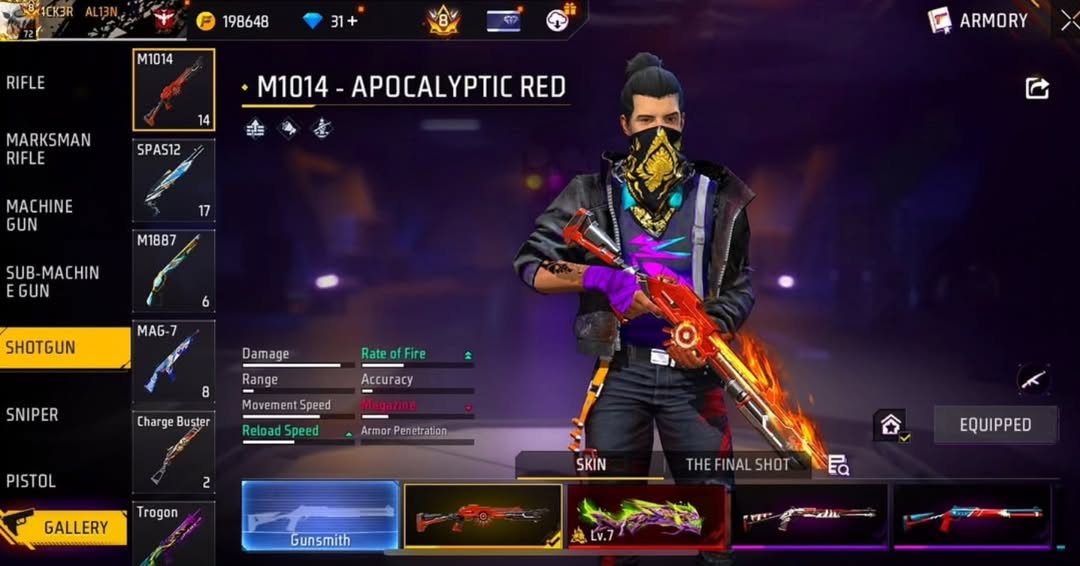 1CK3R AL13N
72
198648
31+
8
ARMORY
RIFLE
MARKSMAN
RIFLE
MACHINE
GUN
SUB-MACHIN
E GUN
SHOTGUN
SNIPER
PISTOL
GALLERY
M1014
14
SPAS12
17
M1887
6
MAG-7
8
Charge Buster
2
Trogon
M1014 - APOCALYPTIC RED
Damage
Rate of Fire
Range
Accuracy
Movement Speed
Magazine
Reload Speed
Armor Penetration
EQUIPPED
SKIN
THE FINAL SHOT
Gunsmith
Lv.7